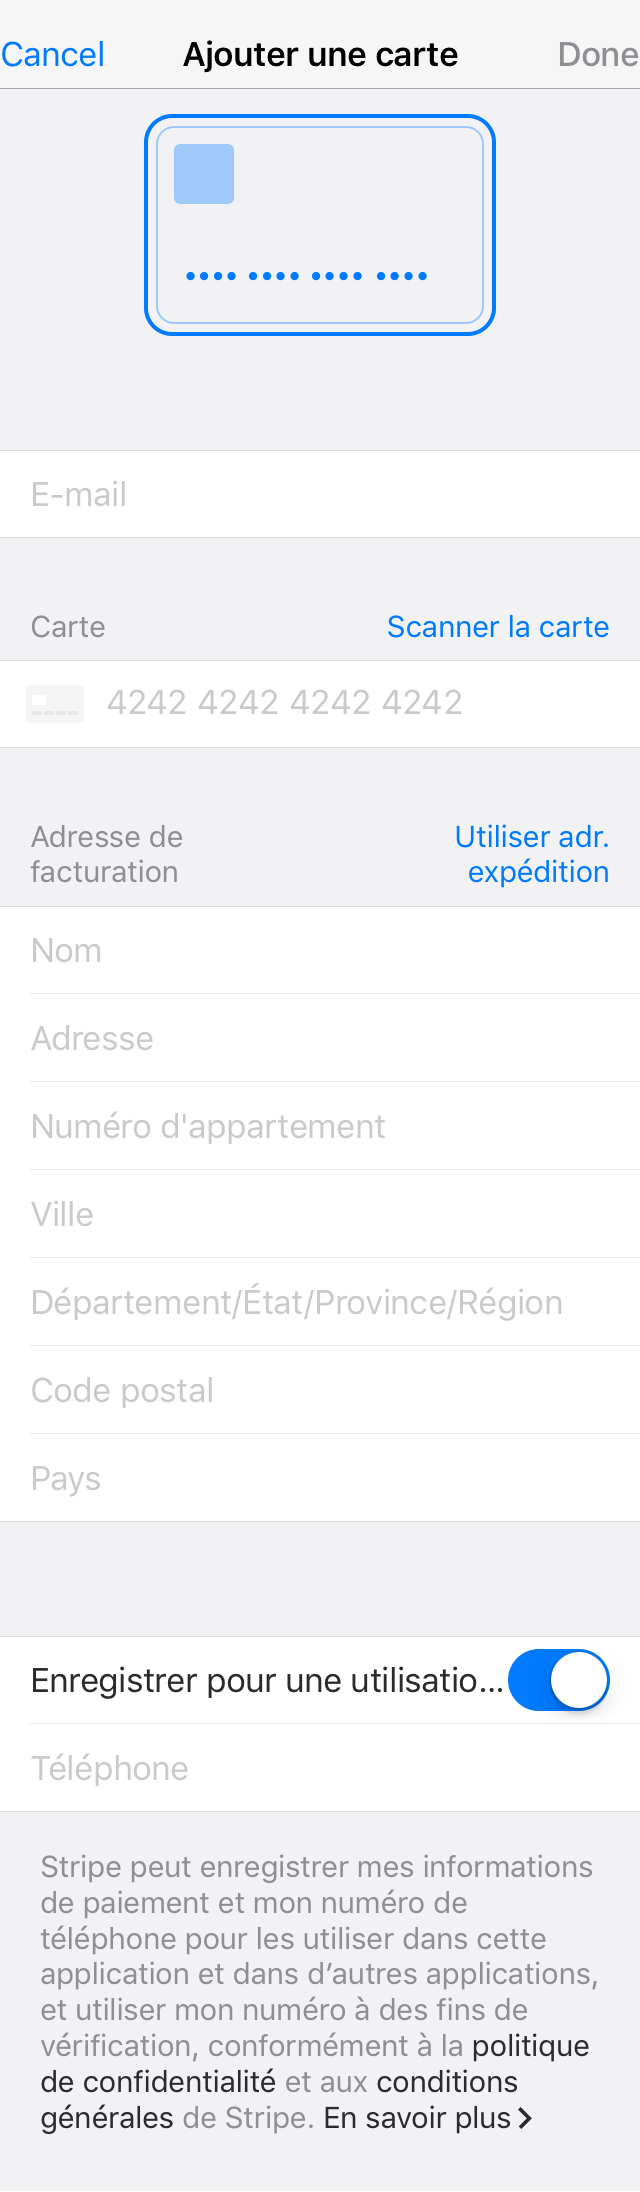 Cancel Ajouter une carte Done
•••• •••• •••• ••••
E-mail
Carte Scanner la carte
4242 4242 4242 4242
Adresse de facturation
Utiliser adr. expédition
Nom
Adresse
Numéro d'appartement
Ville
Département/État/Province/Région
Code postal
Pays
Enregistrer pour une utilisatio...
Téléphone
Stripe peut enregistrer mes informations
de paiement et mon numéro de
téléphone pour les utiliser dans cette
application et dans d’autres applications,
et utiliser mon numéro à des fins de
vérification, conformément à la politique
de confidentialité et aux conditions
générales de Stripe. En savoir plus